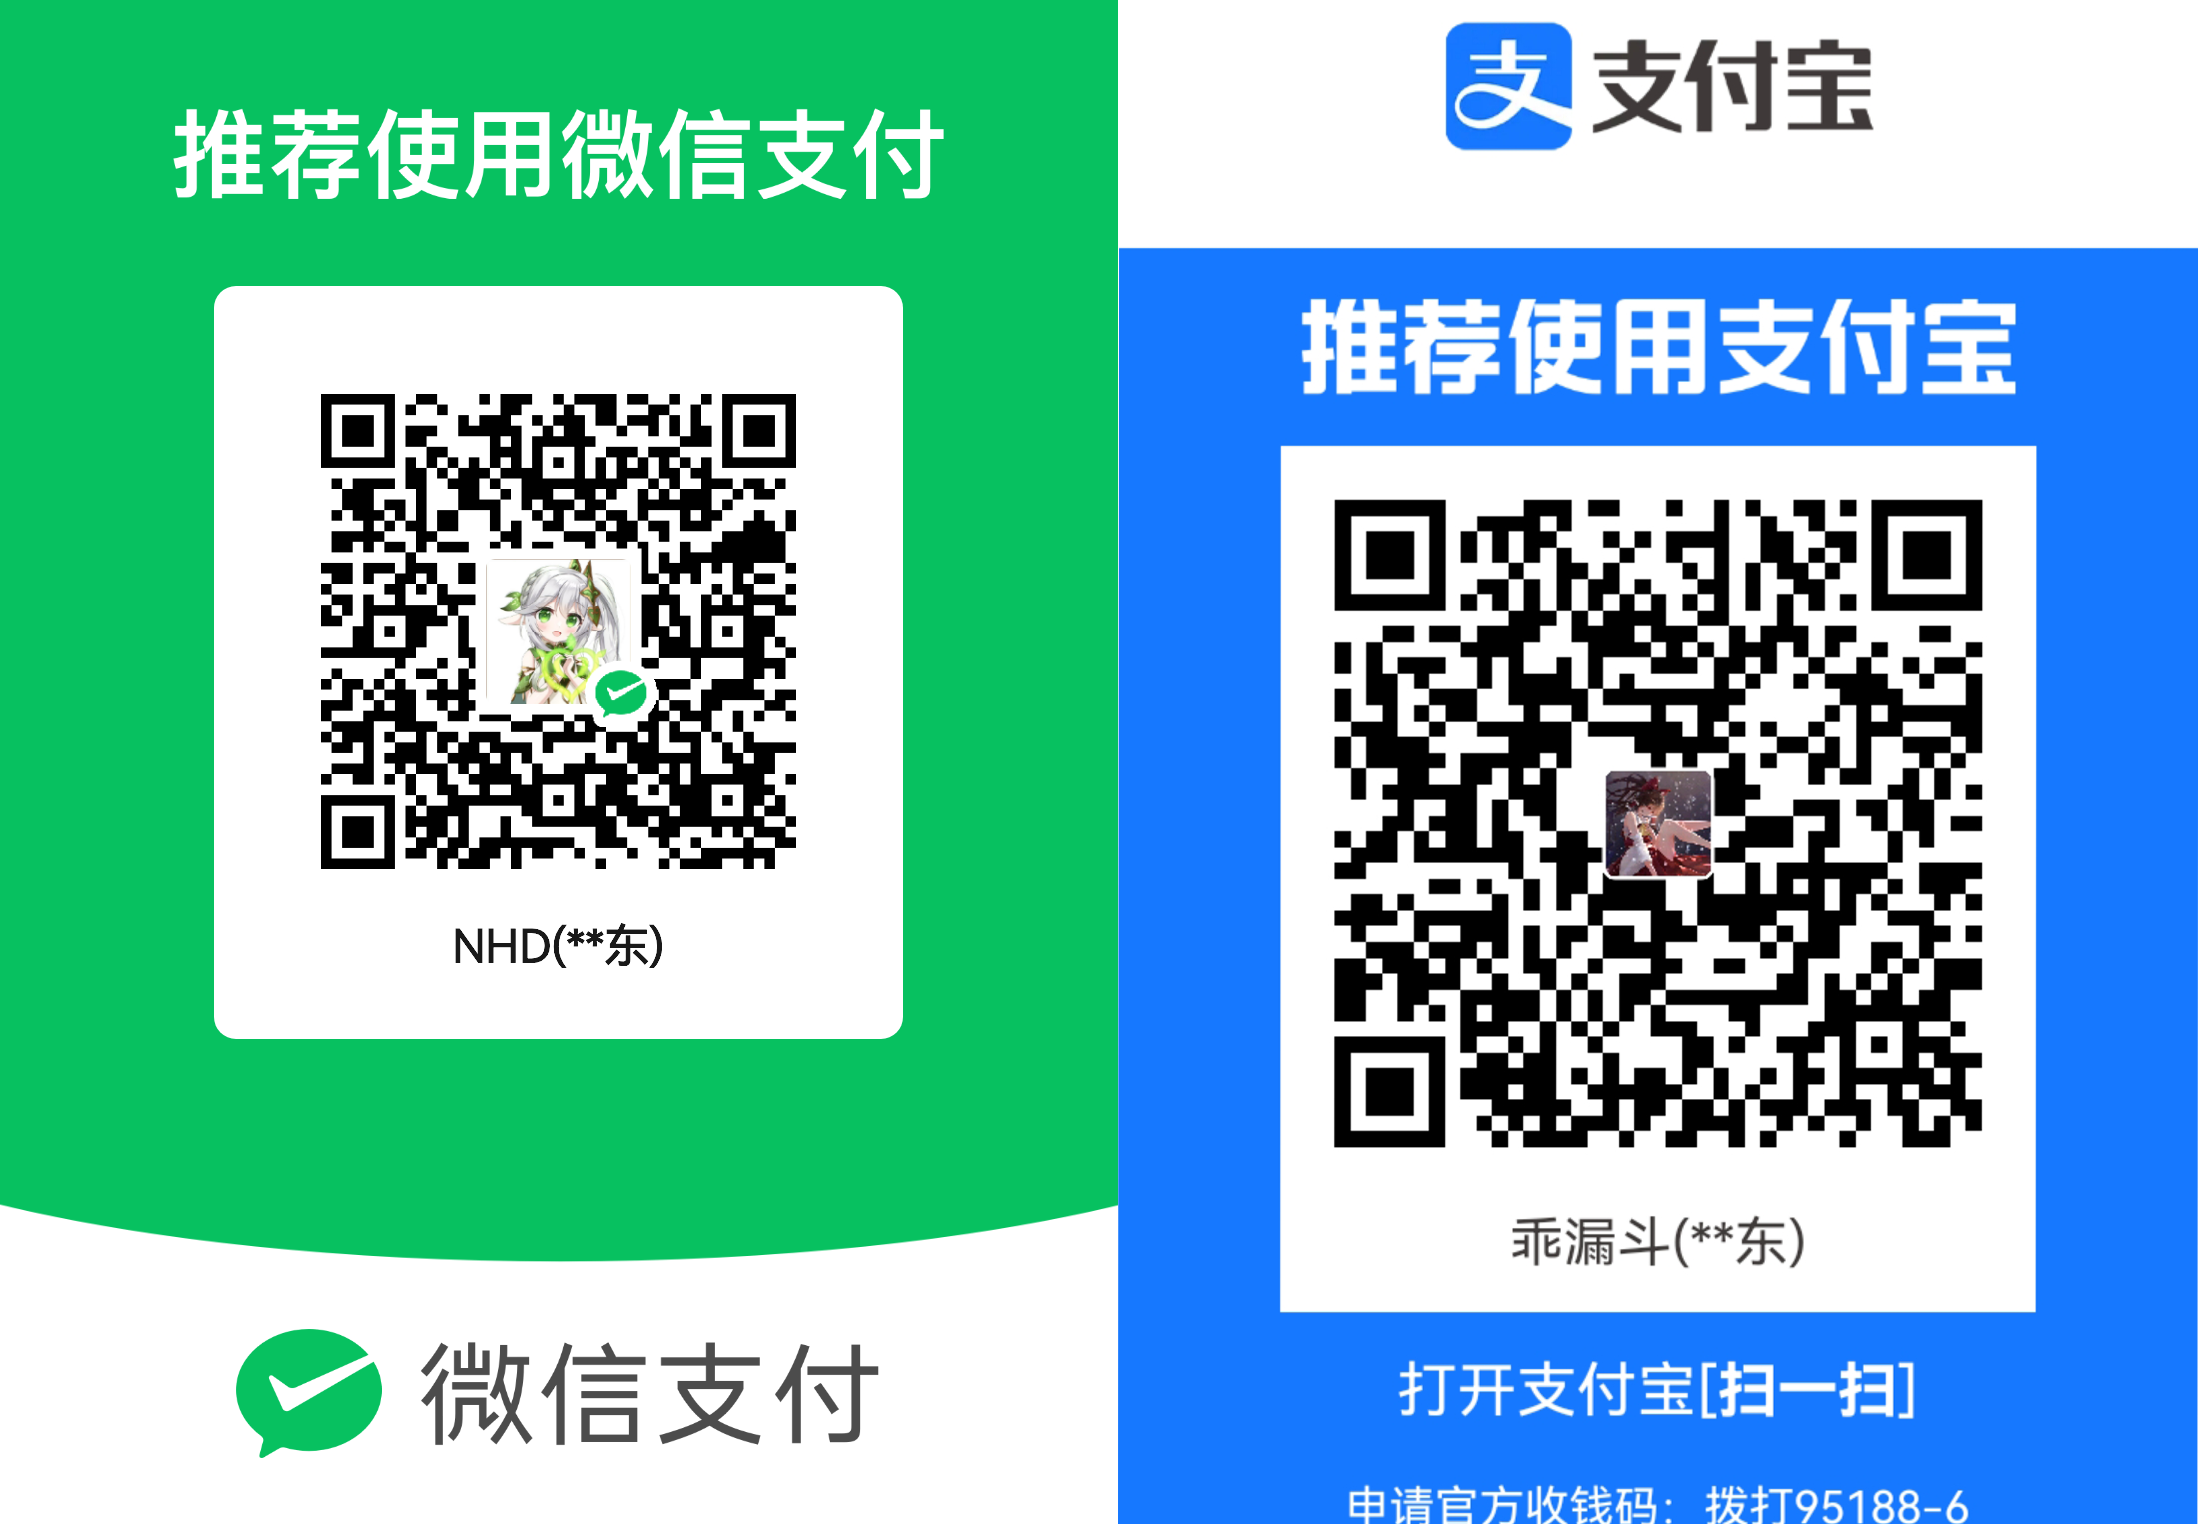 推荐使用微信支付
NHD(**东)
微信支付
支 支付宝
推荐使用支付宝
乖漏斗(**东)
打开支付宝[扫一扫]
申请官方收钱码：拨打95188-6